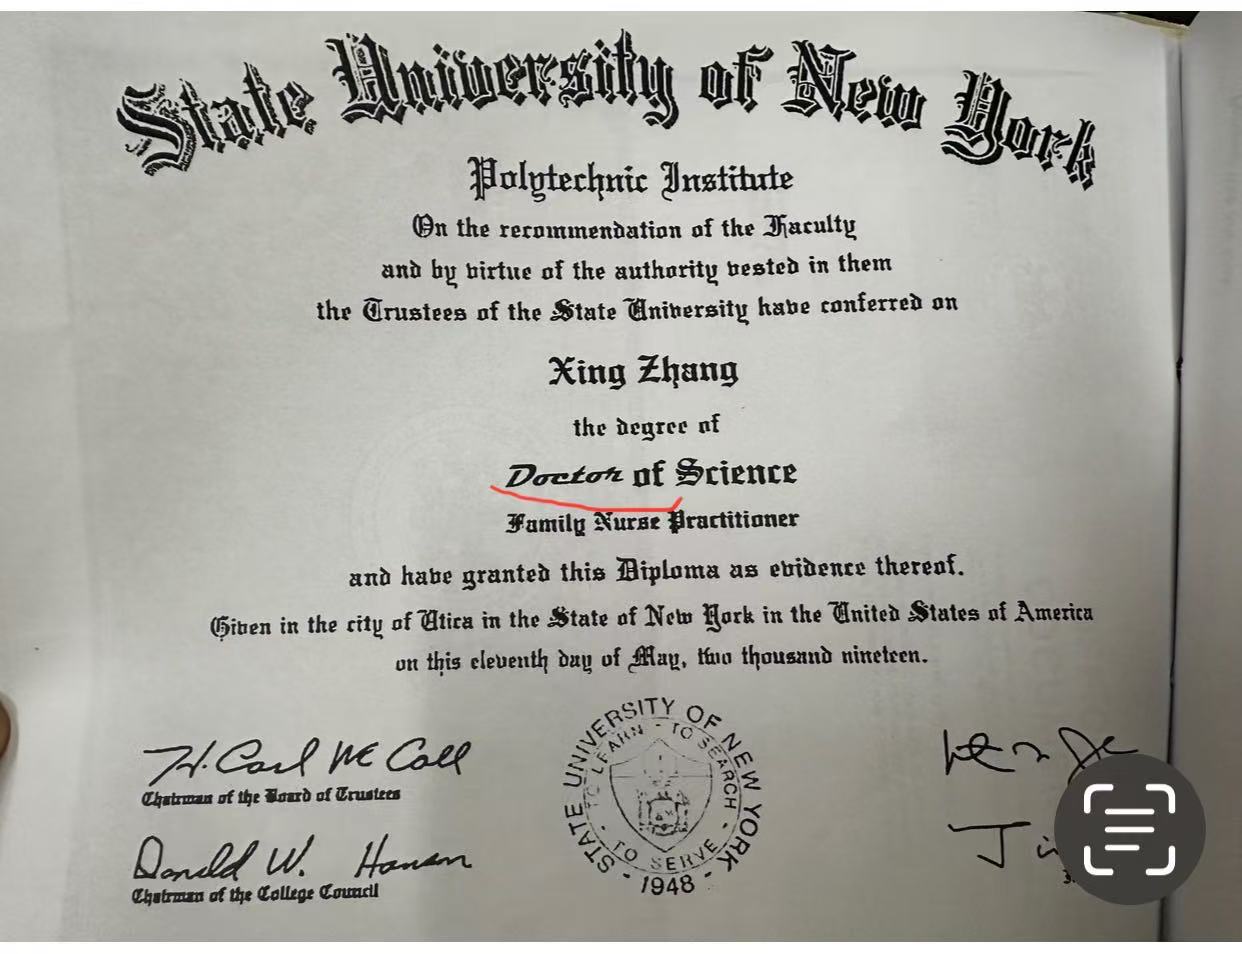 State University of New York
Polytechnic Institute
On the recommendation of the Faculty
and by virtue of the authority vested in them
the Trustees of the State University have conferred on
Xing Zhang
the degree of
Doctor of Science
Family Nurse Practitioner
and have granted this Diploma as evidence thereof.
Given in the city of Utica in the State of New York in the United States of America
on this eleventh day of May, two thousand nineteen.
H. Carl McCall
Chairman of the Board of Trustees
Donald W. Hanson
Chairman of the College Council
STATE UNIVERSITY OF NEW YORK
TO LEARN - TO SEARCH - TO SERVE
- 1948 -